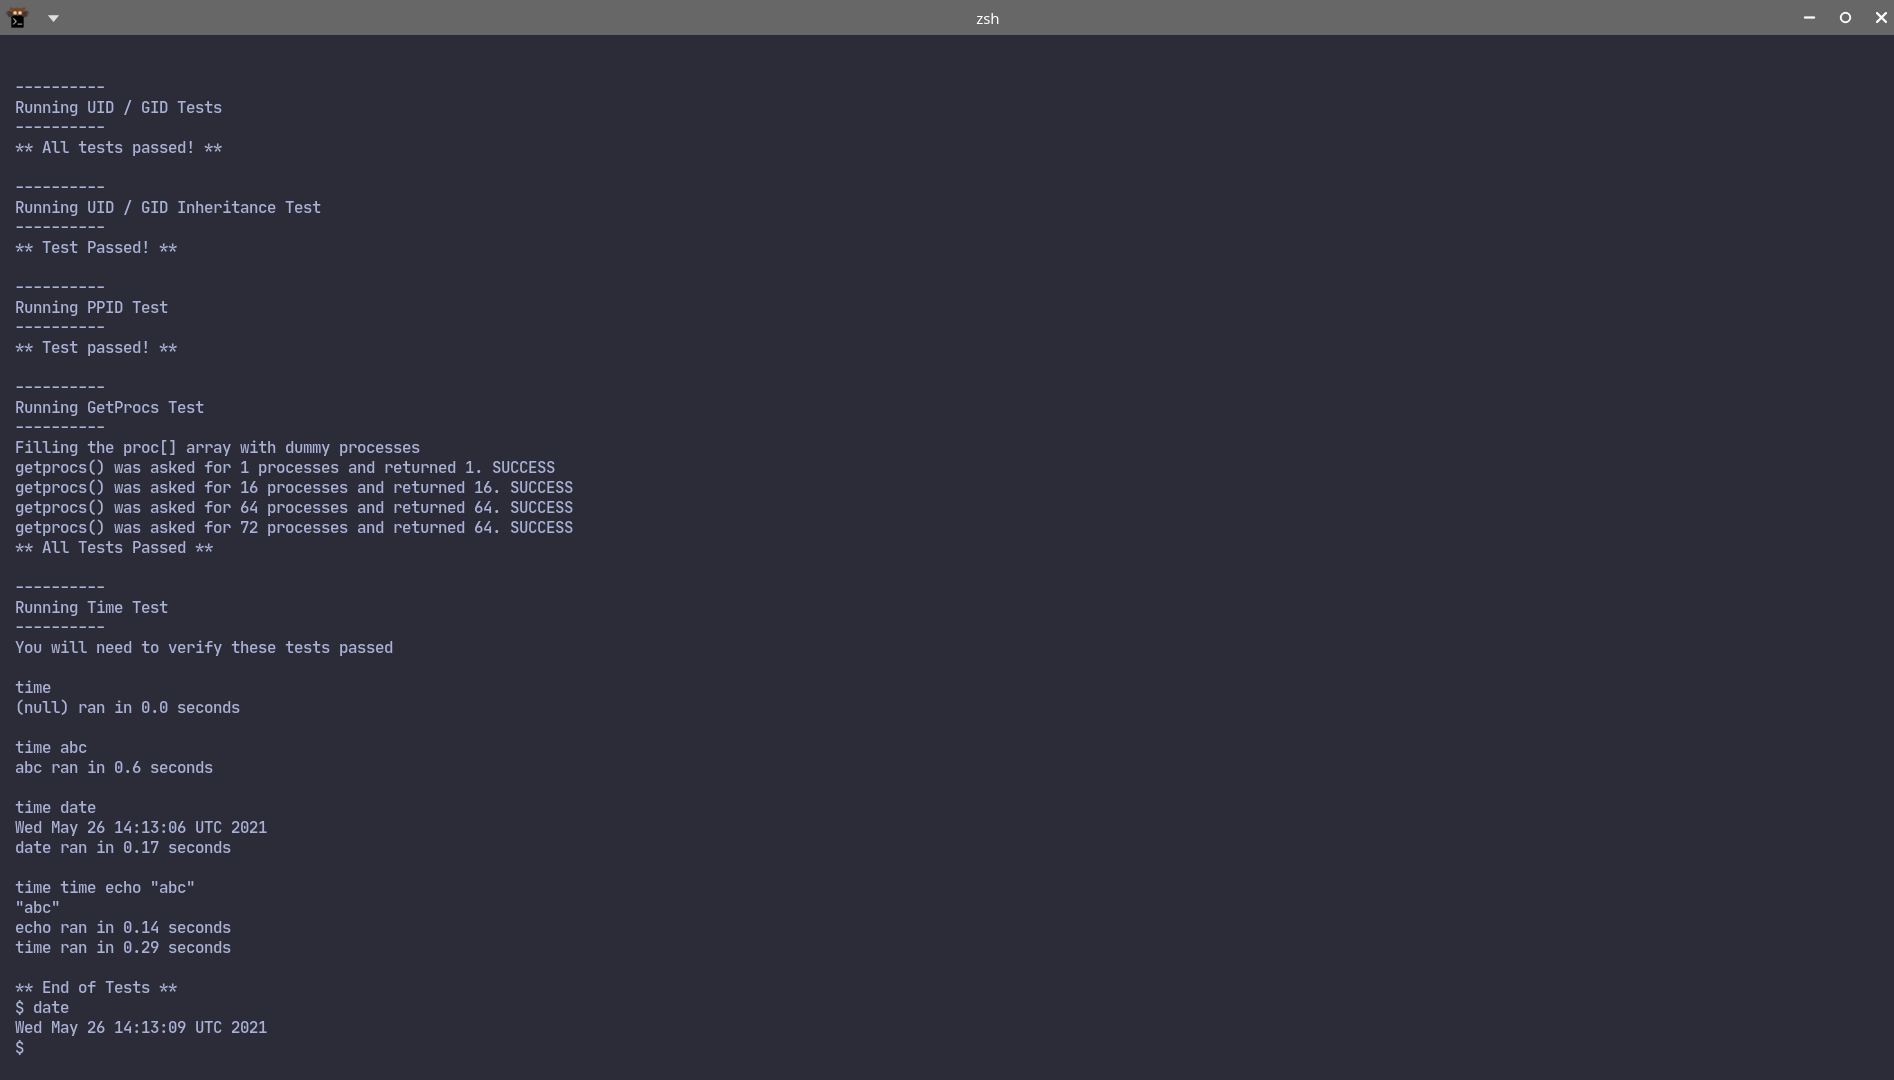 zsh
----------
Running UID / GID Tests
----------
** All tests passed! **
----------
Running UID / GID Inheritance Test
----------
** Test Passed! **
----------
Running PPID Test
----------
** Test passed! **
----------
Running GetProcs Test
----------
Filling the proc[] array with dummy processes
getprocs() was asked for 1 processes and returned 1. SUCCESS
getprocs() was asked for 16 processes and returned 16. SUCCESS
getprocs() was asked for 64 processes and returned 64. SUCCESS
getprocs() was asked for 72 processes and returned 64. SUCCESS
** All Tests Passed **
----------
Running Time Test
----------
You will need to verify these tests passed
time
(null) ran in 0.0 seconds
time abc
abc ran in 0.6 seconds
time date
Wed May 26 14:13:06 UTC 2021
date ran in 0.17 seconds
time time echo "abc"
"abc"
echo ran in 0.14 seconds
time ran in 0.29 seconds
** End of Tests **
$ date
Wed May 26 14:13:09 UTC 2021
$